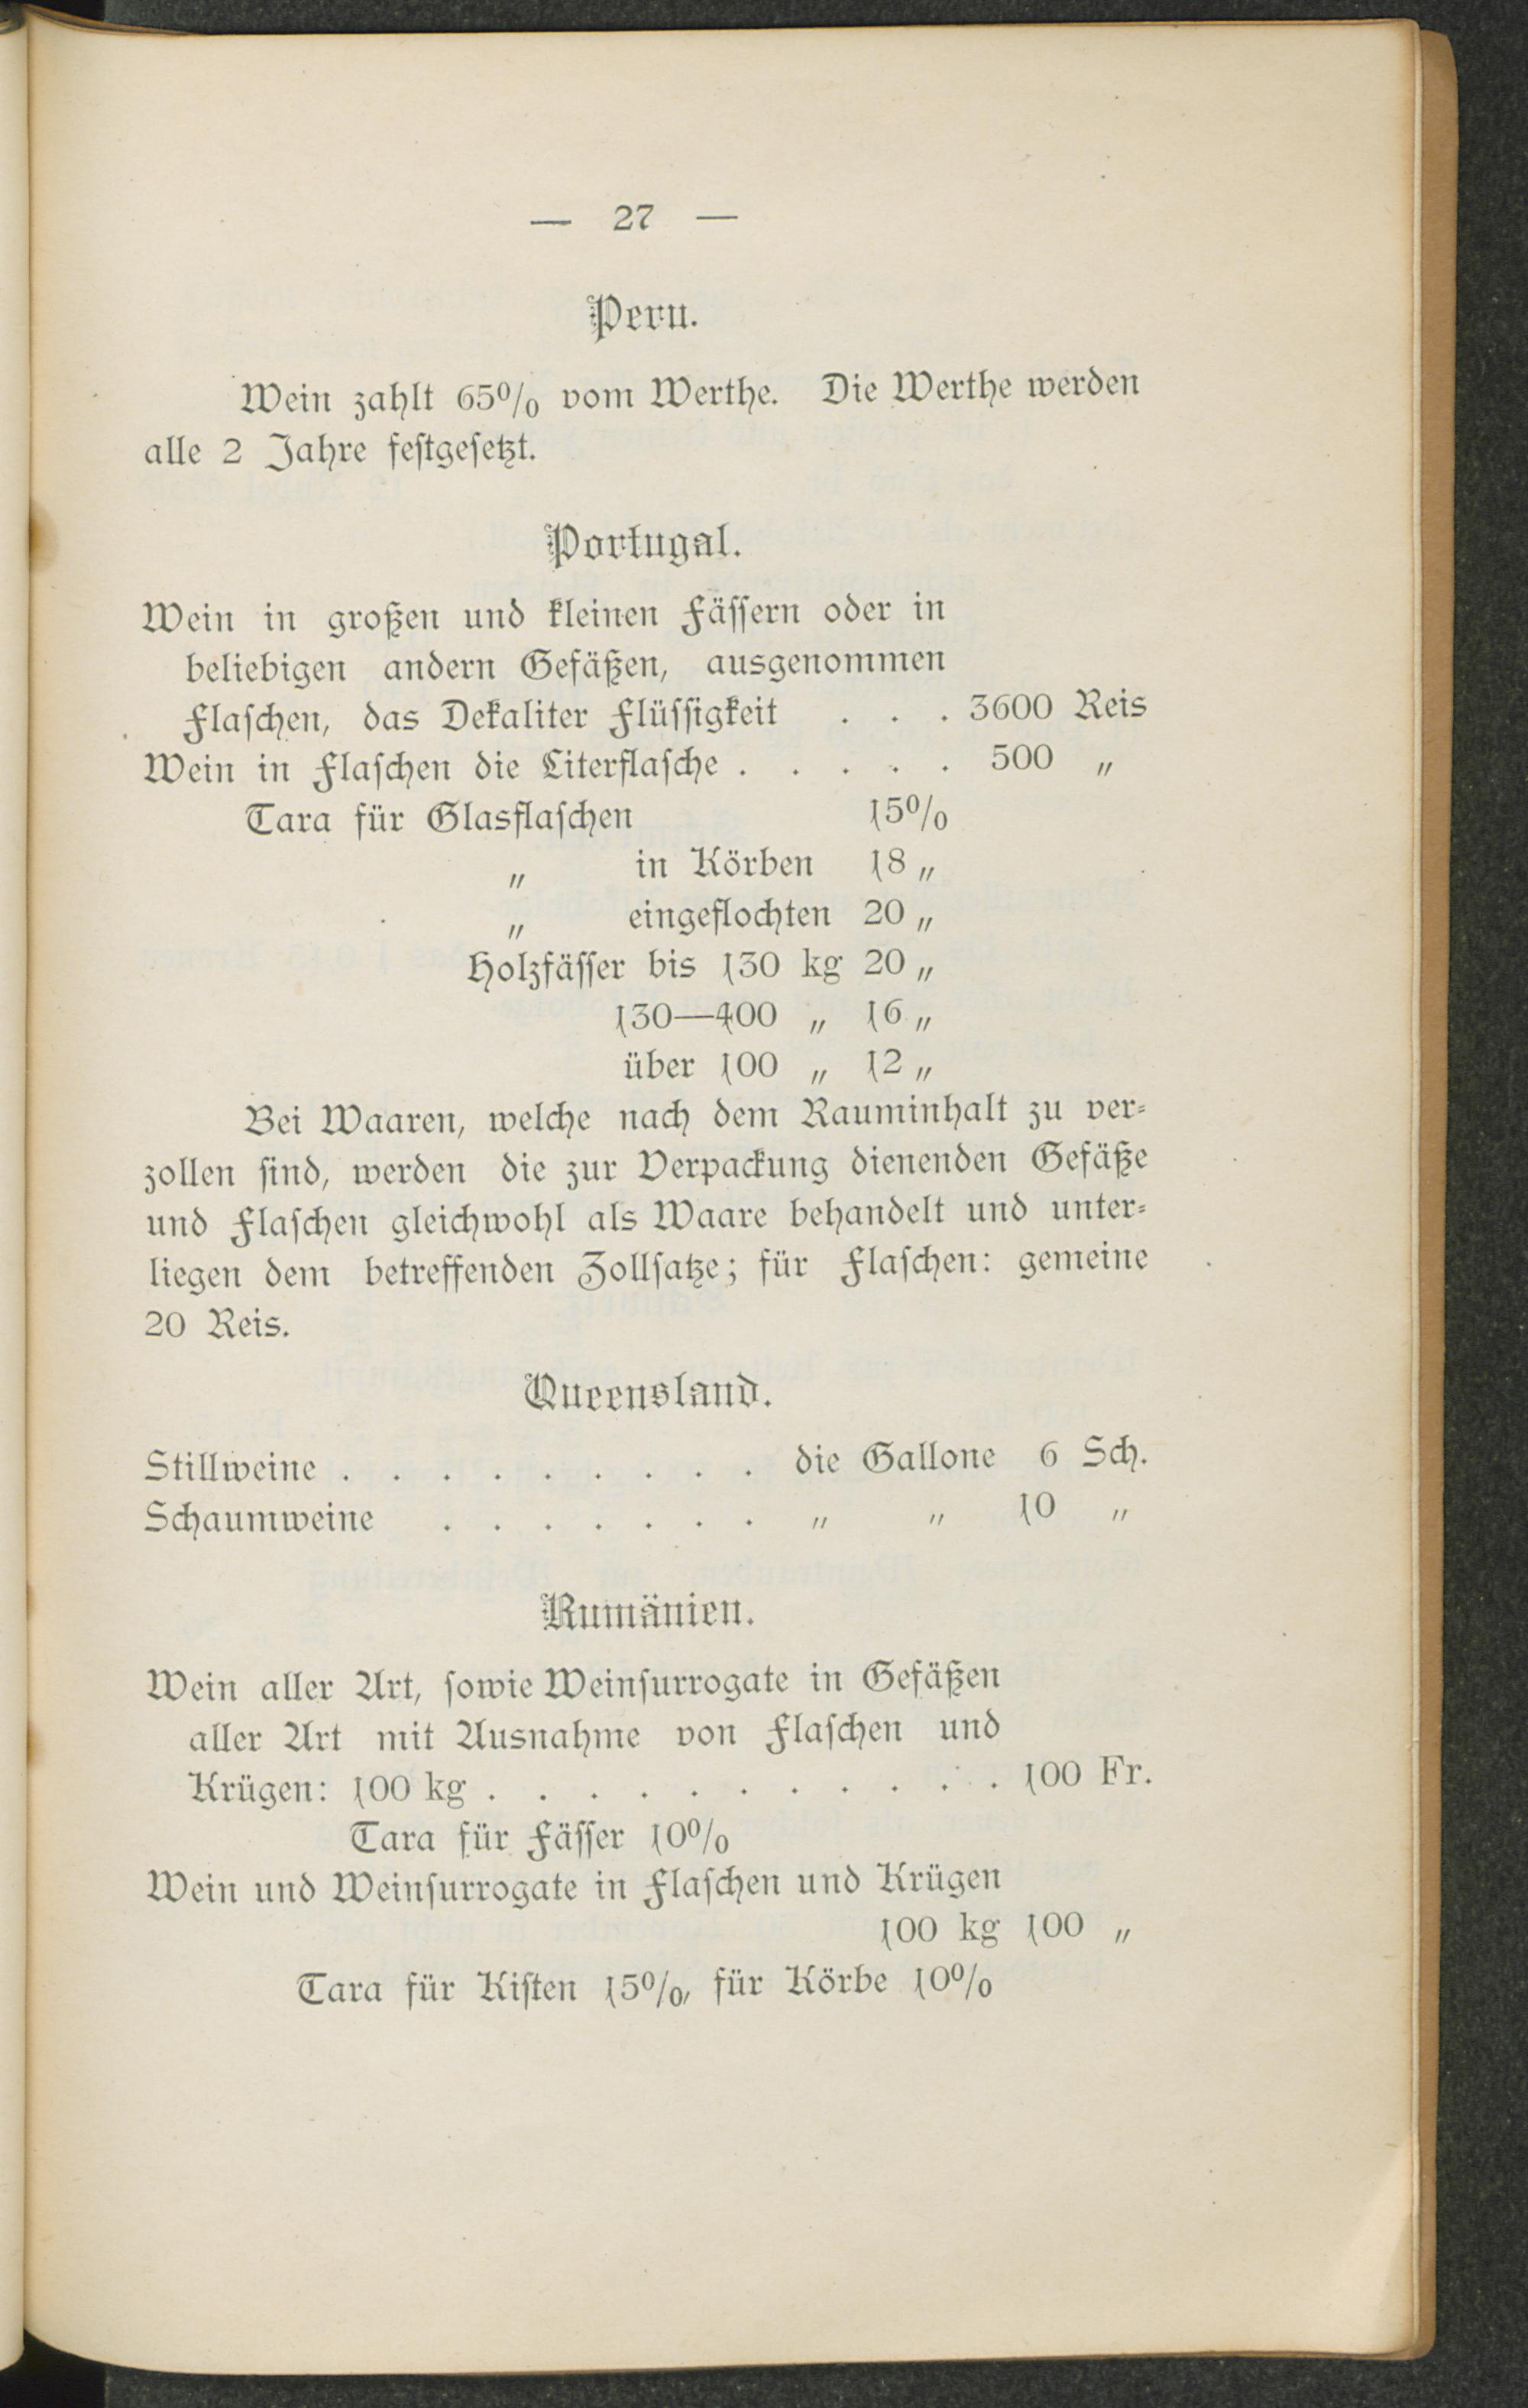 — 27 —
Peru.
Wein zahlt 65% vom Werthe. Die Werthe werden
alle 2 Jahre festgesetzt.
Portugal.
Wein in großen und kleinen Fässern oder in
beliebigen andern Gefäßen, ausgenommen
Flaschen, das Dekaliter Flüssigkeit . . . 3600 Reis
Wein in Flaschen die Literflasche . . . . . 500 „
Tara für Glasflaschen 15%
„ in Körben 18 „
„ eingeflochten 20 „
Holzfässer bis 130 kg 20 „
130—400 „ 16 „
über 100 „ 12 „
Bei Waaren, welche nach dem Rauminhalt zu ver-
zollen sind, werden die zur Verpackung dienenden Gefäße
und Flaschen gleichwohl als Waare behandelt und unter-
liegen dem betreffenden Zollsatze; für Flaschen: gemeine
20 Reis.
Queensland.
Stillweine . . . . . . . . . die Gallone 6 Sch.
Schaumweine . . . . . . . „ „ 10 „
Rumänien.
Wein aller Art, sowie Weinsurrogate in Gefäßen
aller Art mit Ausnahme von Flaschen und
Krügen: 100 kg . . . . . . . . . . . 100 Fr.
Tara für Fässer 10%
Wein und Weinsurrogate in Flaschen und Krügen
100 kg 100 „
Tara für Kisten 15%, für Körbe 10%